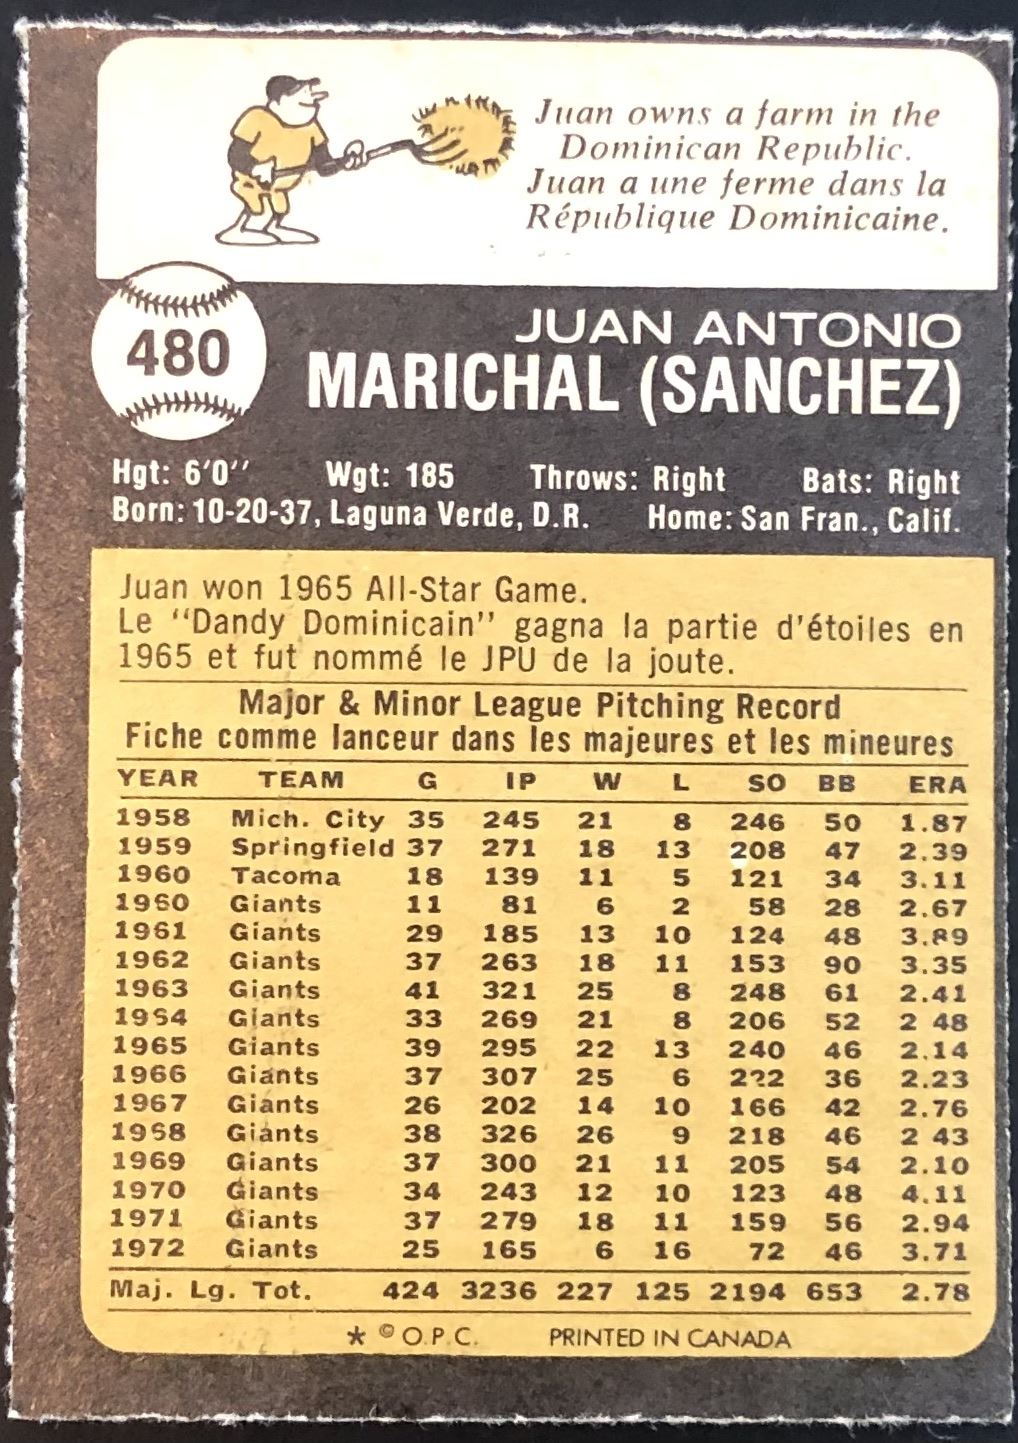 Juan owns a farm in the
Dominican Republic.
Juan a une ferme dans la
République Dominicaine.
480
JUAN ANTONIO
MARICHAL (SANCHEZ)
Hgt: 6'0'' Wgt: 185 Throws: Right Bats: Right
Born: 10-20-37, Laguna Verde, D.R. Home: San Fran., Calif.
Juan won 1965 All-Star Game.
Le "Dandy Dominicain" gagna la partie d'étoiles en
1965 et fut nommé le JPU de la joute.
Major & Minor League Pitching Record
Fiche comme lanceur dans les majeures et les mineures
YEAR TEAM G IP W L SO BB ERA
1958 Mich. City 35 245 21 8 246 50 1.87
1959 Springfield 37 271 18 13 208 47 2.39
1960 Tacoma 18 139 11 5 121 34 3.11
1960 Giants 11 81 6 2 58 28 2.67
1961 Giants 29 185 13 10 124 48 3.89
1962 Giants 37 263 18 11 153 90 3.35
1963 Giants 41 321 25 8 248 61 2.41
1964 Giants 33 269 21 8 206 52 2 48
1965 Giants 39 295 22 13 240 46 2.14
1966 Giants 37 307 25 6 222 36 2.23
1967 Giants 26 202 14 10 166 42 2.76
1968 Giants 38 326 26 9 218 46 2 43
1969 Giants 37 300 21 11 205 54 2.10
1970 Giants 34 243 12 10 123 48 4.11
1971 Giants 37 279 18 11 159 56 2.94
1972 Giants 25 165 6 16 72 46 3.71
Maj. Lg. Tot. 424 3236 227 125 2194 653 2.78
* © O.P.C. PRINTED IN CANADA